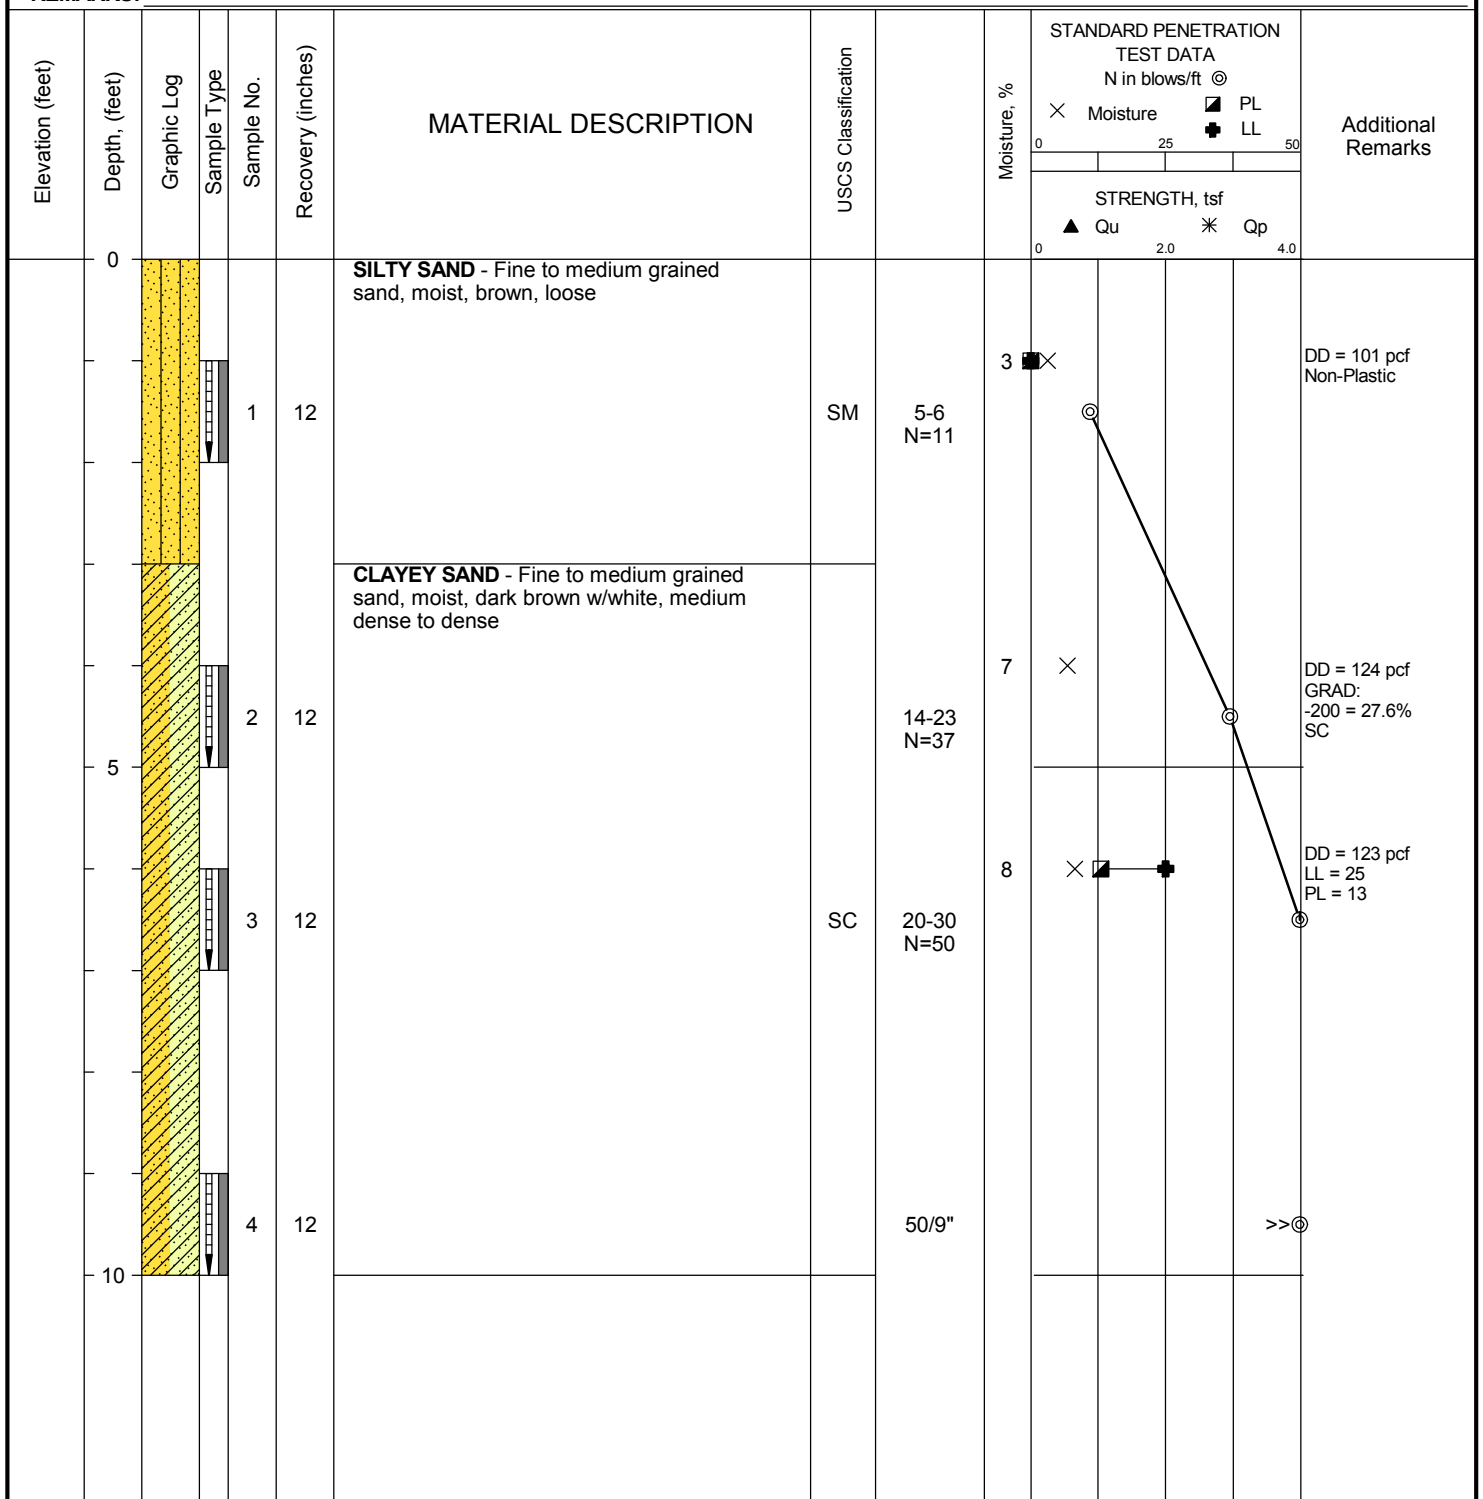 Elevation (feet)
Depth, (feet)
Graphic Log
Sample Type
Sample No.
Recovery (inches)
MATERIAL DESCRIPTION
USCS Classification
Moisture, %
STANDARD PENETRATION
TEST DATA
N in blows/ft
Moisture
PL
LL
0 25 50
STRENGTH, tsf
Qu Qp
0 2.0 4.0
Additional
Remarks
0
SILTY SAND - Fine to medium grained
sand, moist, brown, loose
3
DD = 101 pcf
Non-Plastic
1 12 SM 5-6
N=11
CLAYEY SAND - Fine to medium grained
sand, moist, dark brown w/white, medium
dense to dense
7
DD = 124 pcf
GRAD:
-200 = 27.6%
SC
2 12 14-23
N=37
5
8
DD = 123 pcf
LL = 25
PL = 13
3 12 SC 20-30
N=50
4 12 50/9" >>
10